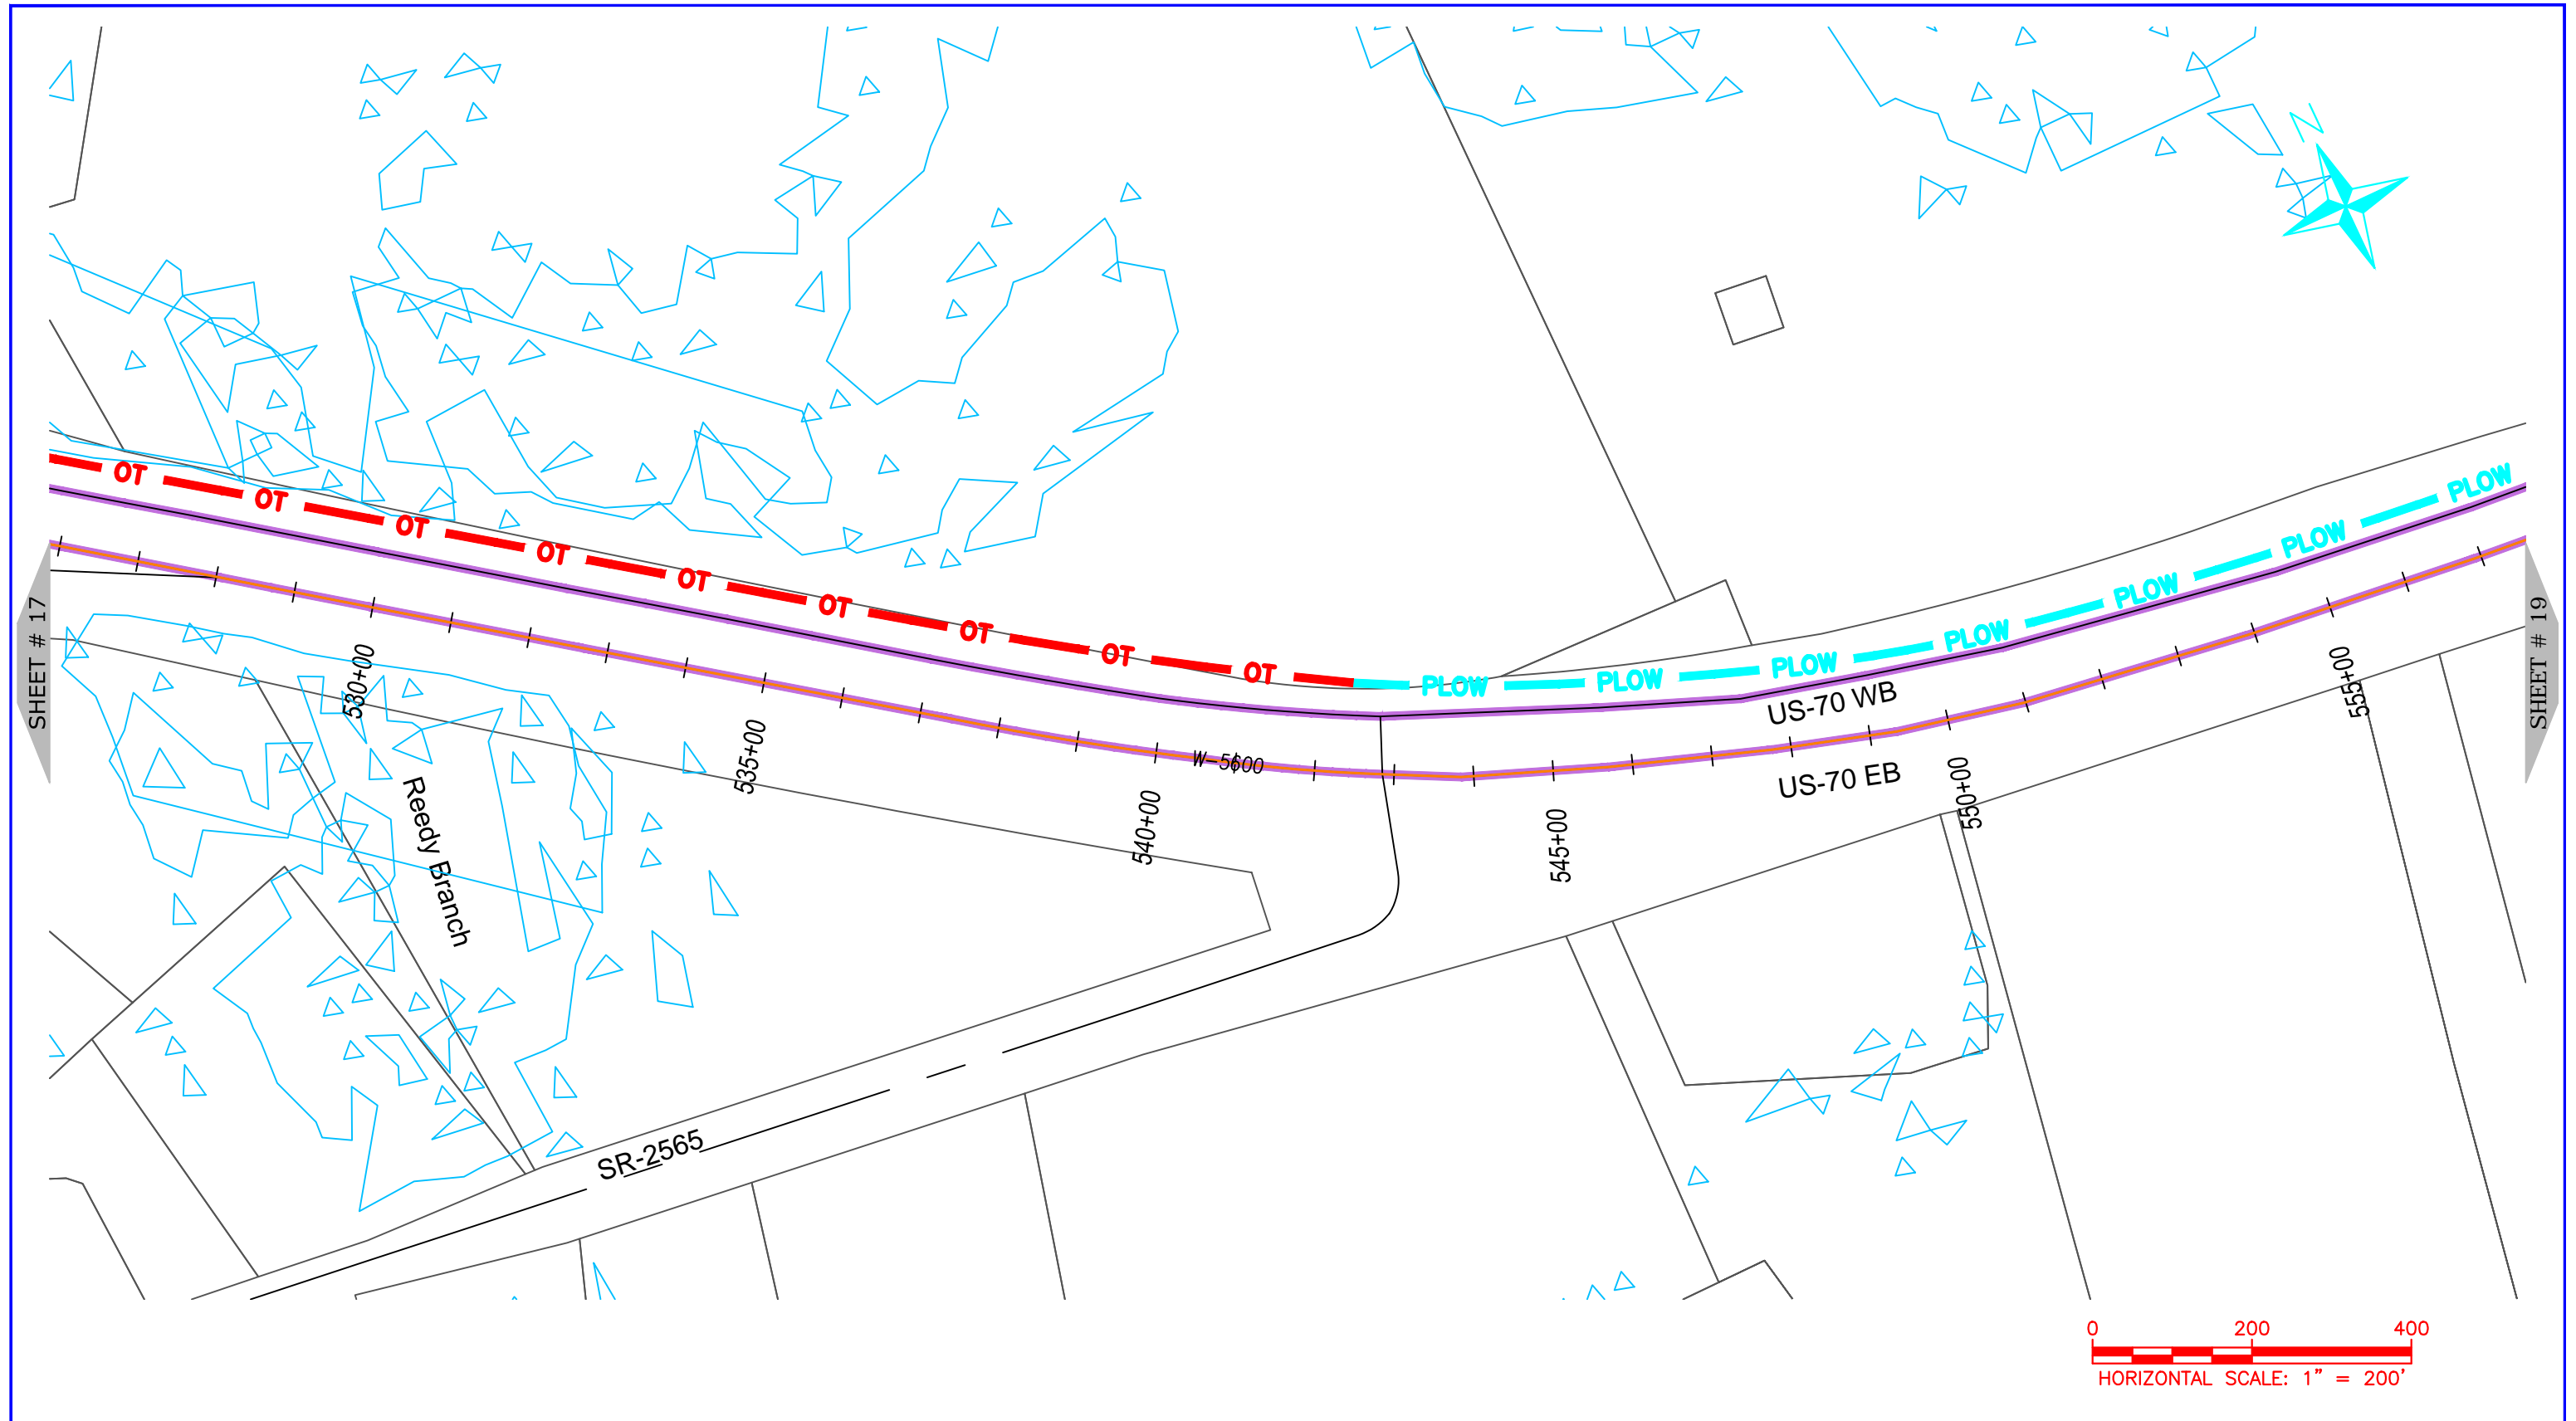 N
OT
OT
OT
OT
OT
OT
OT
OT
OT
PLOW
PLOW
PLOW
PLOW
PLOW
PLOW
PLOW
SHEET # 17
SHEET # 19
US-70 WB
US-70 EB
W-5600
530+00
535+00
540+00
545+00
550+00
555+00
Reedy Branch
SR-2565
0 200 400
HORIZONTAL SCALE: 1" = 200'